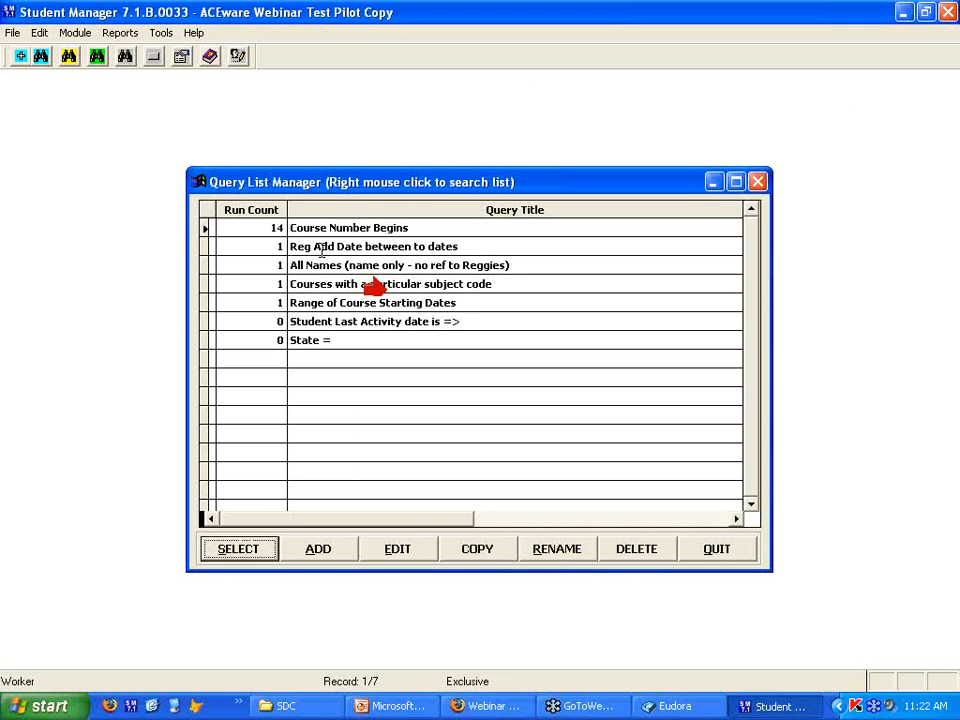 Student Manager 7.1.B.0033 - ACEware Webinar Test Pilot Copy
File Edit Module Reports Tools Help
Query List Manager (Right mouse click to search list)
Run Count Query Title
14 Course Number Begins
1 Reg Add Date between to dates
1 All Names (name only - no ref to Reggies)
1 Courses with a particular subject code
1 Range of Course Starting Dates
0 Student Last Activity date is =>
0 State =
SELECT ADD EDIT COPY RENAME DELETE QUIT
Worker Record: 1/7 Exclusive
start SDC Microsoft... Webinar ... GoToWe... Eudora Student ... 11:22 AM